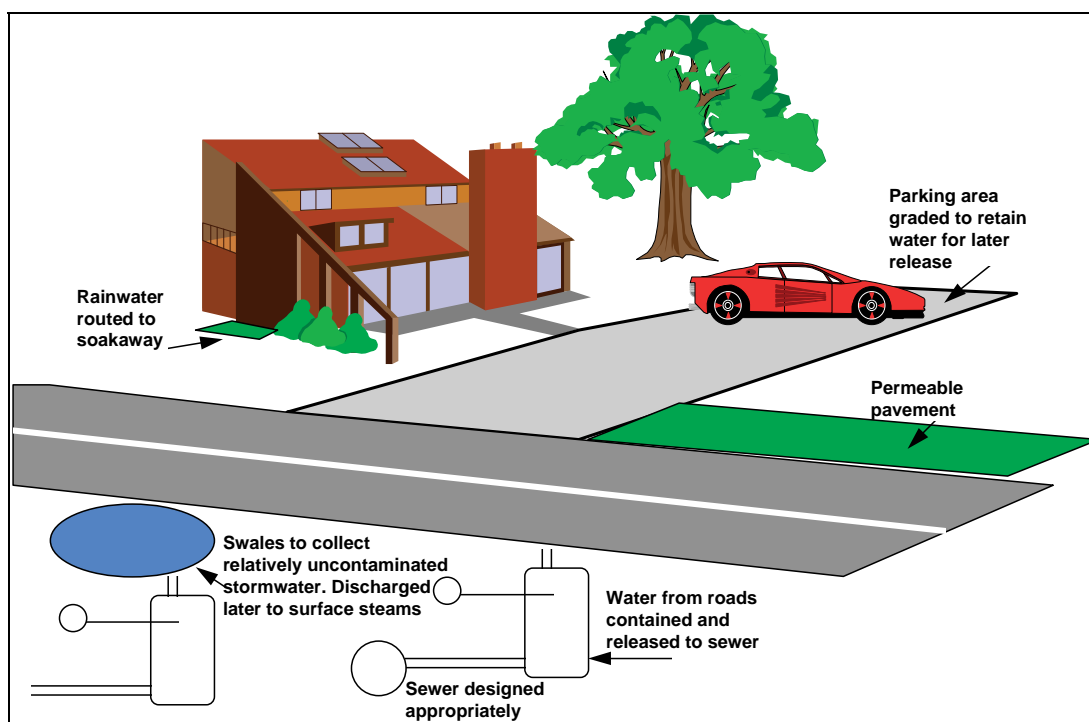 Parking area
graded to retain
water for later
release
Rainwater
routed to
soakaway
Permeable
pavement
Swales to collect
relatively uncontaminated
stormwater. Discharged
later to surface steams
Water from roads
contained and
released to sewer
Sewer designed
appropriately